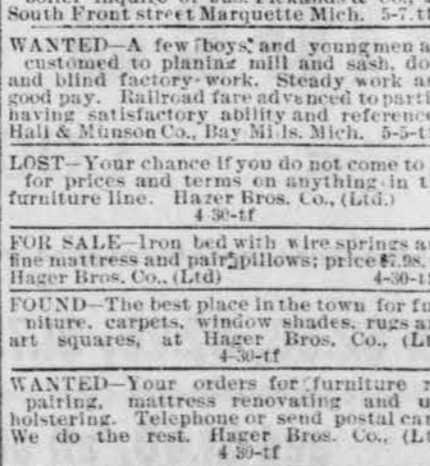 South Front street Marquette Mich. 5-7.tf
WANTED—A few boys, and youngmen a
customed to planing mill and sash, do
and blind factory-work. Steady work a
good pay. Railroad fare advanced to parti
having satisfactory ability and reference
Hall & Munson Co., Bay Mills. Mich. 5-5-t
LOST—Your chance if you do not come to
for prices and terms on anything in t
furniture line. Hazer Bros. Co., (Ltd.)
4-30-tf
FOR SALE—Iron bed with wire springs a
fine mattress and pair pillows; price $7.98.
Hager Bros. Co., (Ltd) 4-30-t
FOUND—The best place in the town for fu
niture, carpets, window shades, rugs a
art squares, at Hager Bros. Co., (Lt
4-30-tf
WANTED—Your orders for furniture r
pairing, mattress renovating and u
holstering. Telephone or send postal car
We do the rest. Hager Bros. Co., (Lt
4 30-tf